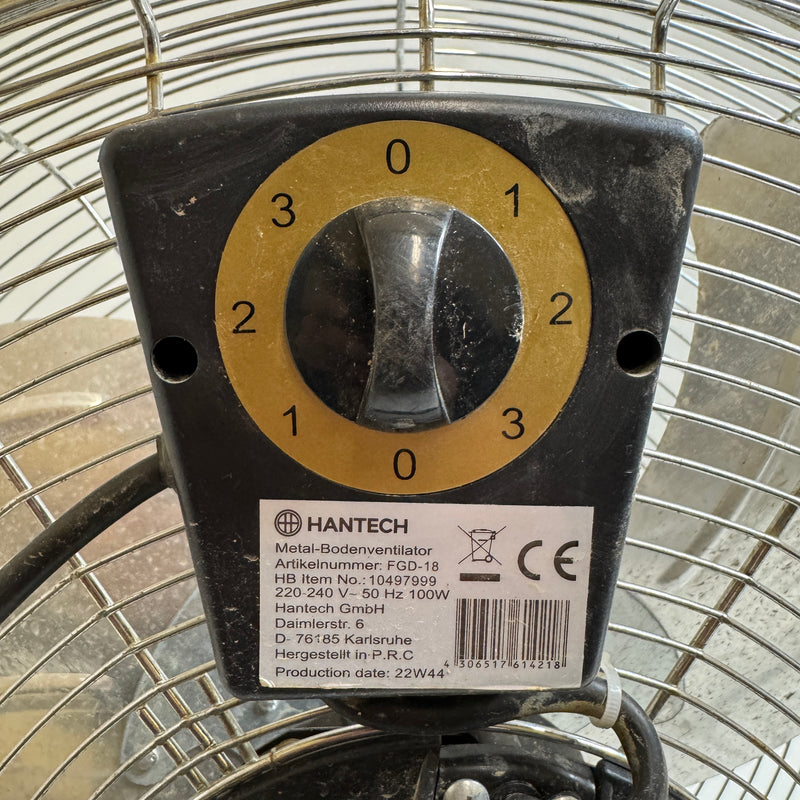 0
3 1
2 2
1 3
0
HANTECH
Metal-Bodenventilator
Artikelnummer: FGD-18
HB Item No.: 10497999
220-240 V~ 50 Hz 100W
Hantech GmbH
Daimlerstr. 6
D- 76185 Karlsruhe
Hergestellt in P.R.C
Production date: 22W44
CE
4 306517 614218